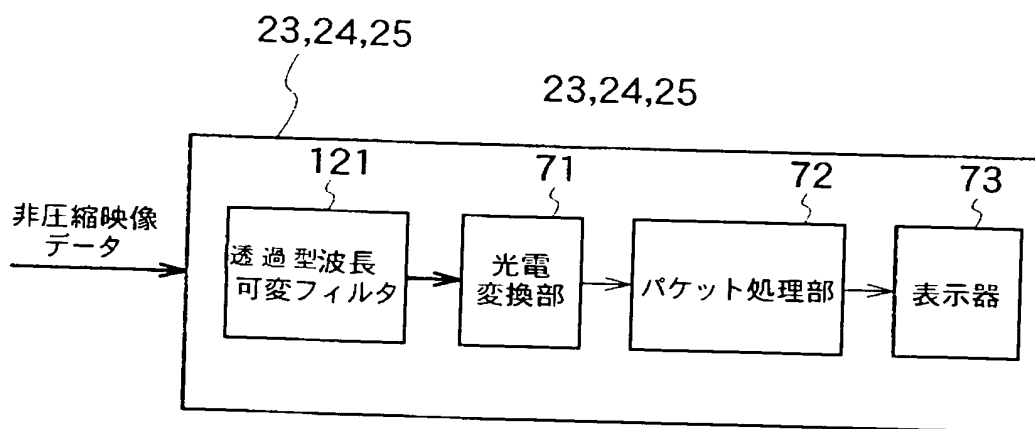 23,24,25
23,24,25
121
71
72
73
非圧縮映像
データ
透過型波長
可変フィルタ
光電
変換部
パケット処理部
表示器